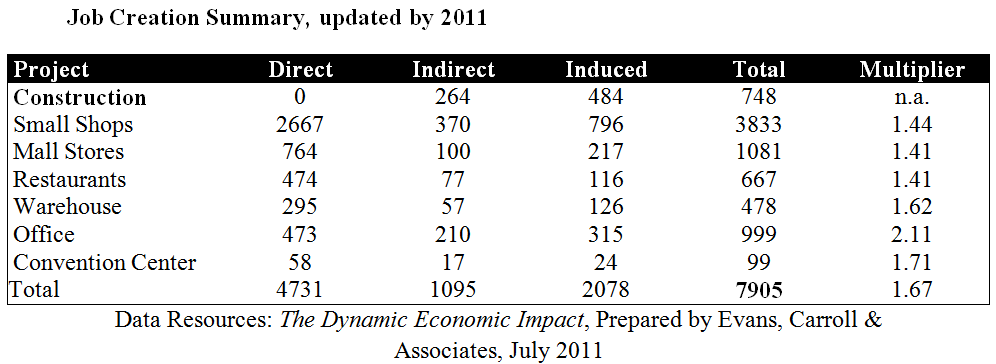 Job Creation Summary, updated by 2011
Project Direct Indirect Induced Total Multiplier
Construction 0 264 484 748 n.a.
Small Shops 2667 370 796 3833 1.44
Mall Stores 764 100 217 1081 1.41
Restaurants 474 77 116 667 1.41
Warehouse 295 57 126 478 1.62
Office 473 210 315 999 2.11
Convention Center 58 17 24 99 1.71
Total 4731 1095 2078 7905 1.67
Data Resources: The Dynamic Economic Impact, Prepared by Evans, Carroll &
Associates, July 2011